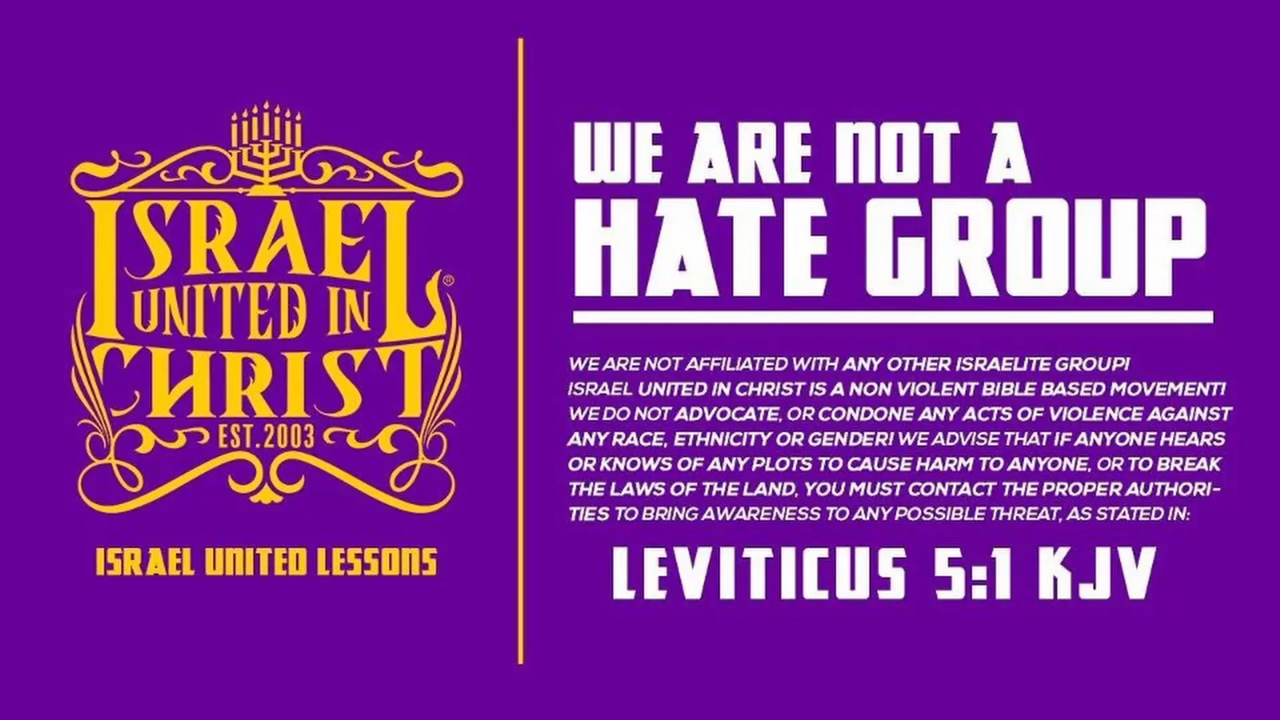 ISRAEL
UNITED IN
CHRIST
EST.2003
ISRAEL UNITED LESSONS
WE ARE NOT A
HATE GROUP
WE ARE NOT AFFILIATED WITH ANY OTHER ISRAELITE GROUP!
ISRAEL UNITED IN CHRIST IS A NON VIOLENT BIBLE BASED MOVEMENT!
WE DO NOT ADVOCATE, OR CONDONE ANY ACTS OF VIOLENCE AGAINST
ANY RACE, ETHNICITY OR GENDER! WE ADVISE THAT IF ANYONE HEARS
OR KNOWS OF ANY PLOTS TO CAUSE HARM TO ANYONE, OR TO BREAK
THE LAWS OF THE LAND, YOU MUST CONTACT THE PROPER AUTHORI-
TIES TO BRING AWARENESS TO ANY POSSIBLE THREAT, AS STATED IN:
LEVITICUS 5:1 KJV